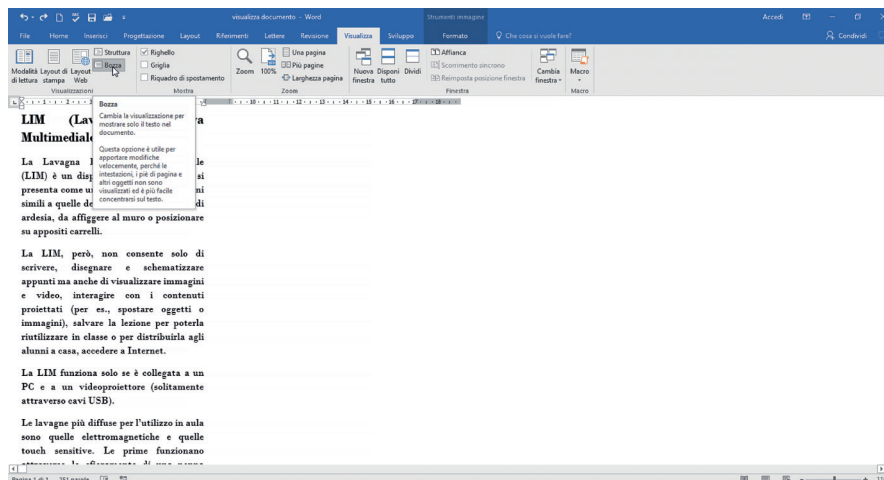 visualizza documento - Word
Strumenti immagine
Accedi
File Home Inserisci Progettazione Layout Riferimenti Lettere Revisione Visualizza Sviluppo Formato Che cosa si vuole fare? Condividi
Modalità di lettura
Layout di stampa
Layout Web
Struttura
Bozza
Visualizzazioni
Righello
Griglia
Riquadro di spostamento
Mostra
Zoom
100%
Una pagina
Più pagine
Larghezza pagina
Zoom
Nuova finestra
Disponi tutto
Dividi
Affianca
Scorrimento sincrono
Reimposta posizione finestra
Cambia finestra
Finestra
Macro
Macro
Bozza
Cambia la visualizzazione per
mostrare solo il testo nel
documento.
Questa opzione è utile per
apportare modifiche
velocemente, perché le
intestazioni, i piè di pagina e
altri oggetti non sono
visualizzati ed è più facile
concentrarsi sul testo.
LIM (Lav
Multimediale
La Lavagna
(LIM) è un disp si
presenta come u ni
simili a quelle de di
ardesia, da affiggere al muro o posizionare
su appositi carrelli.
La LIM, però, non consente solo di
scrivere, disegnare e schematizzare
appunti ma anche di visualizzare immagini
e video, interagire con i contenuti
proiettati (per es., spostare oggetti o
immagini), salvare la lezione per poterla
riutilizzare in classe o per distribuirla agli
alunni a casa, accedere a Internet.
La LIM funziona solo se è collegata a un
PC e a un videoproiettore (solitamente
attraverso cavi USB).
Le lavagne più diffuse per l'utilizzo in aula
sono quelle elettromagnetiche e quelle
touch sensitive. Le prime funzionano